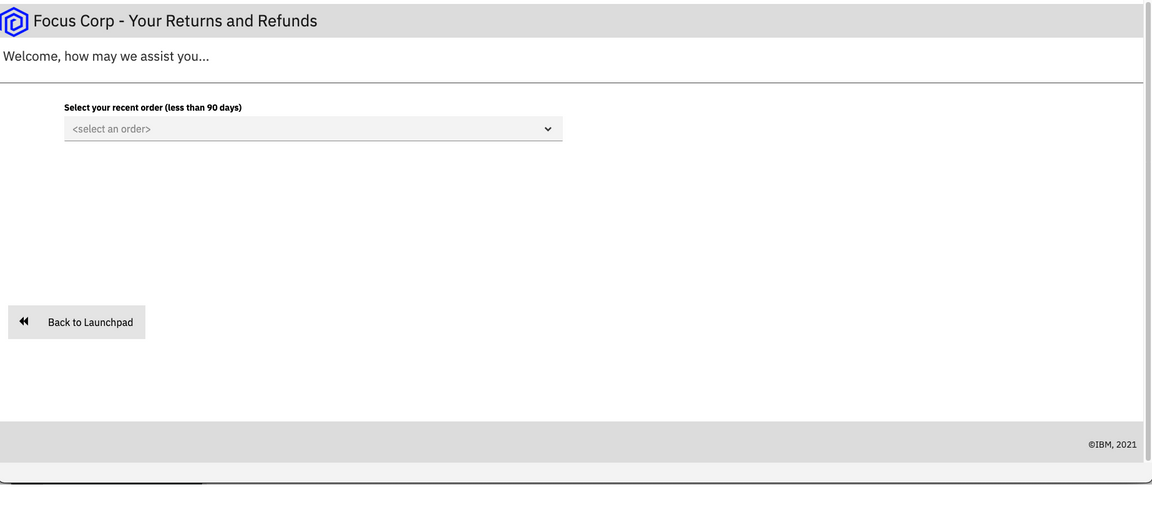 Focus Corp - Your Returns and Refunds
Welcome, how may we assist you...
Select your recent order (less than 90 days)
<select an order>
Back to Launchpad
©IBM, 2021